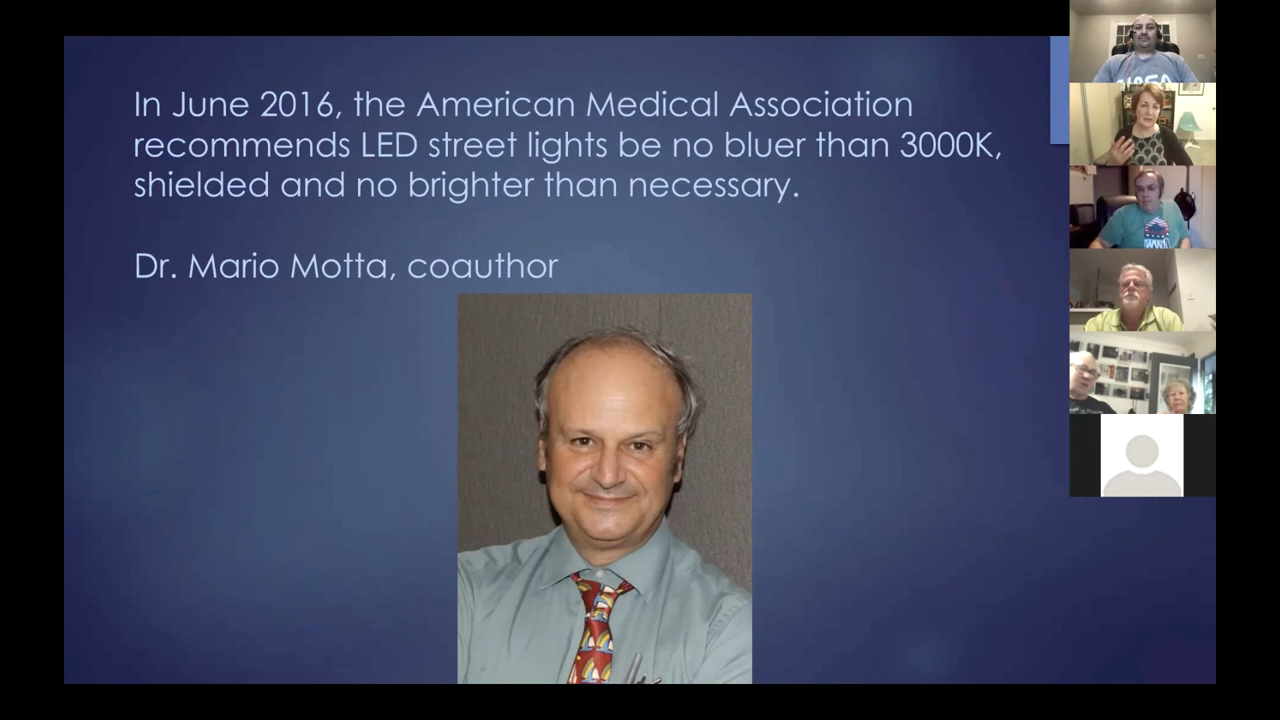 In June 2016, the American Medical Association
recommends LED street lights be no bluer than 3000K,
shielded and no brighter than necessary.
Dr. Mario Motta, coauthor
NASA